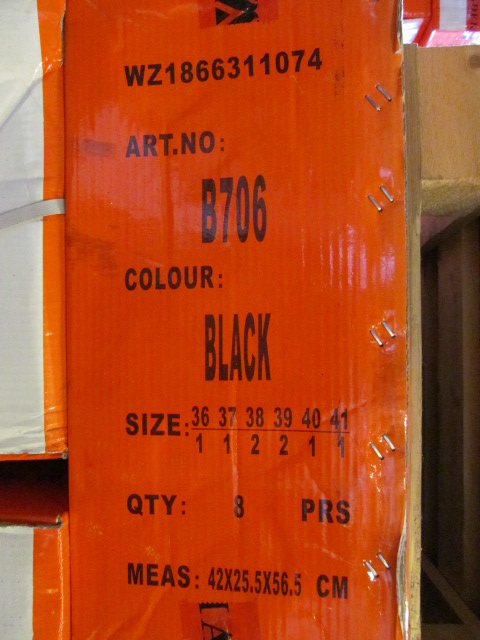 WZ1866311074
ART.NO:
B706
COLOUR:
BLACK
SIZE: 36 37 38 39 40 41
1 1 2 2 1 1
QTY: 8 PRS
MEAS: 42X25.5X56.5 CM